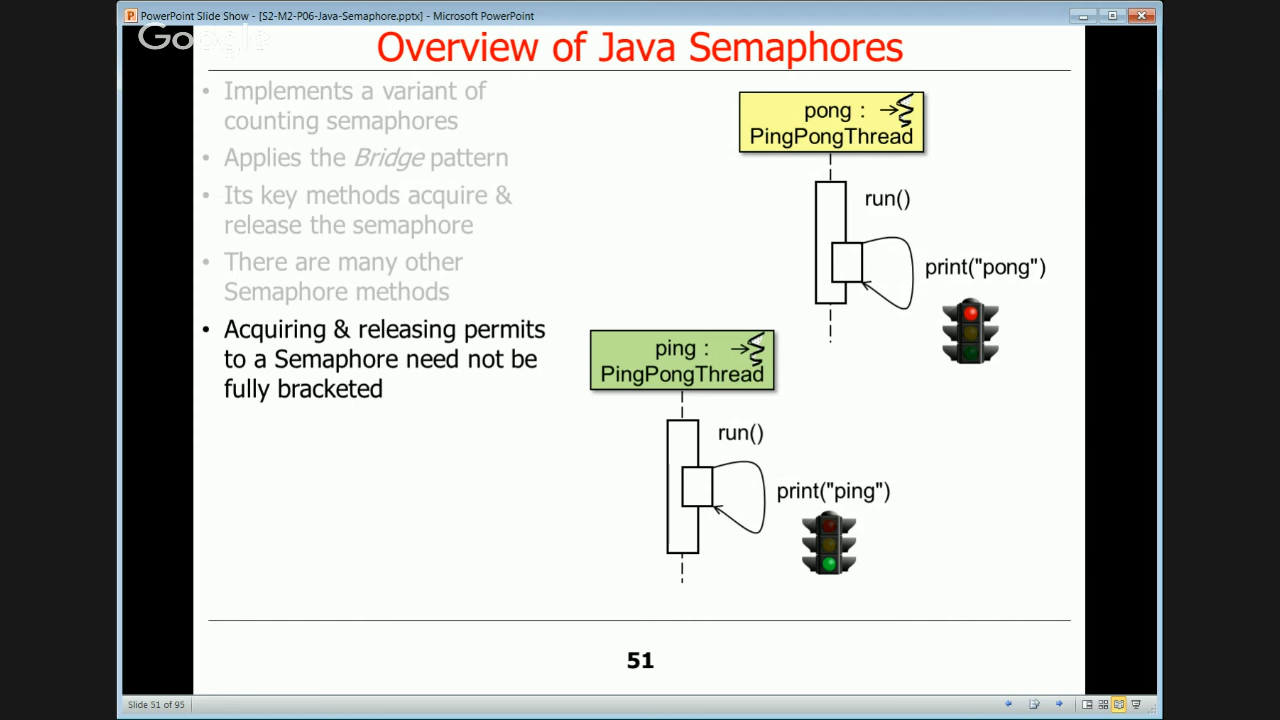 PowerPoint Slide Show - [S2-M2-P06-Java-Semaphore.pptx] - Microsoft PowerPoint
Google
Overview of Java Semaphores
• Implements a variant of
counting semaphores
• Applies the Bridge pattern
• Its key methods acquire &
release the semaphore
• There are many other
Semaphore methods
• Acquiring & releasing permits
to a Semaphore need not be
fully bracketed
pong :
PingPongThread
run()
print("pong")
ping :
PingPongThread
run()
print("ping")
51
Slide 51 of 95